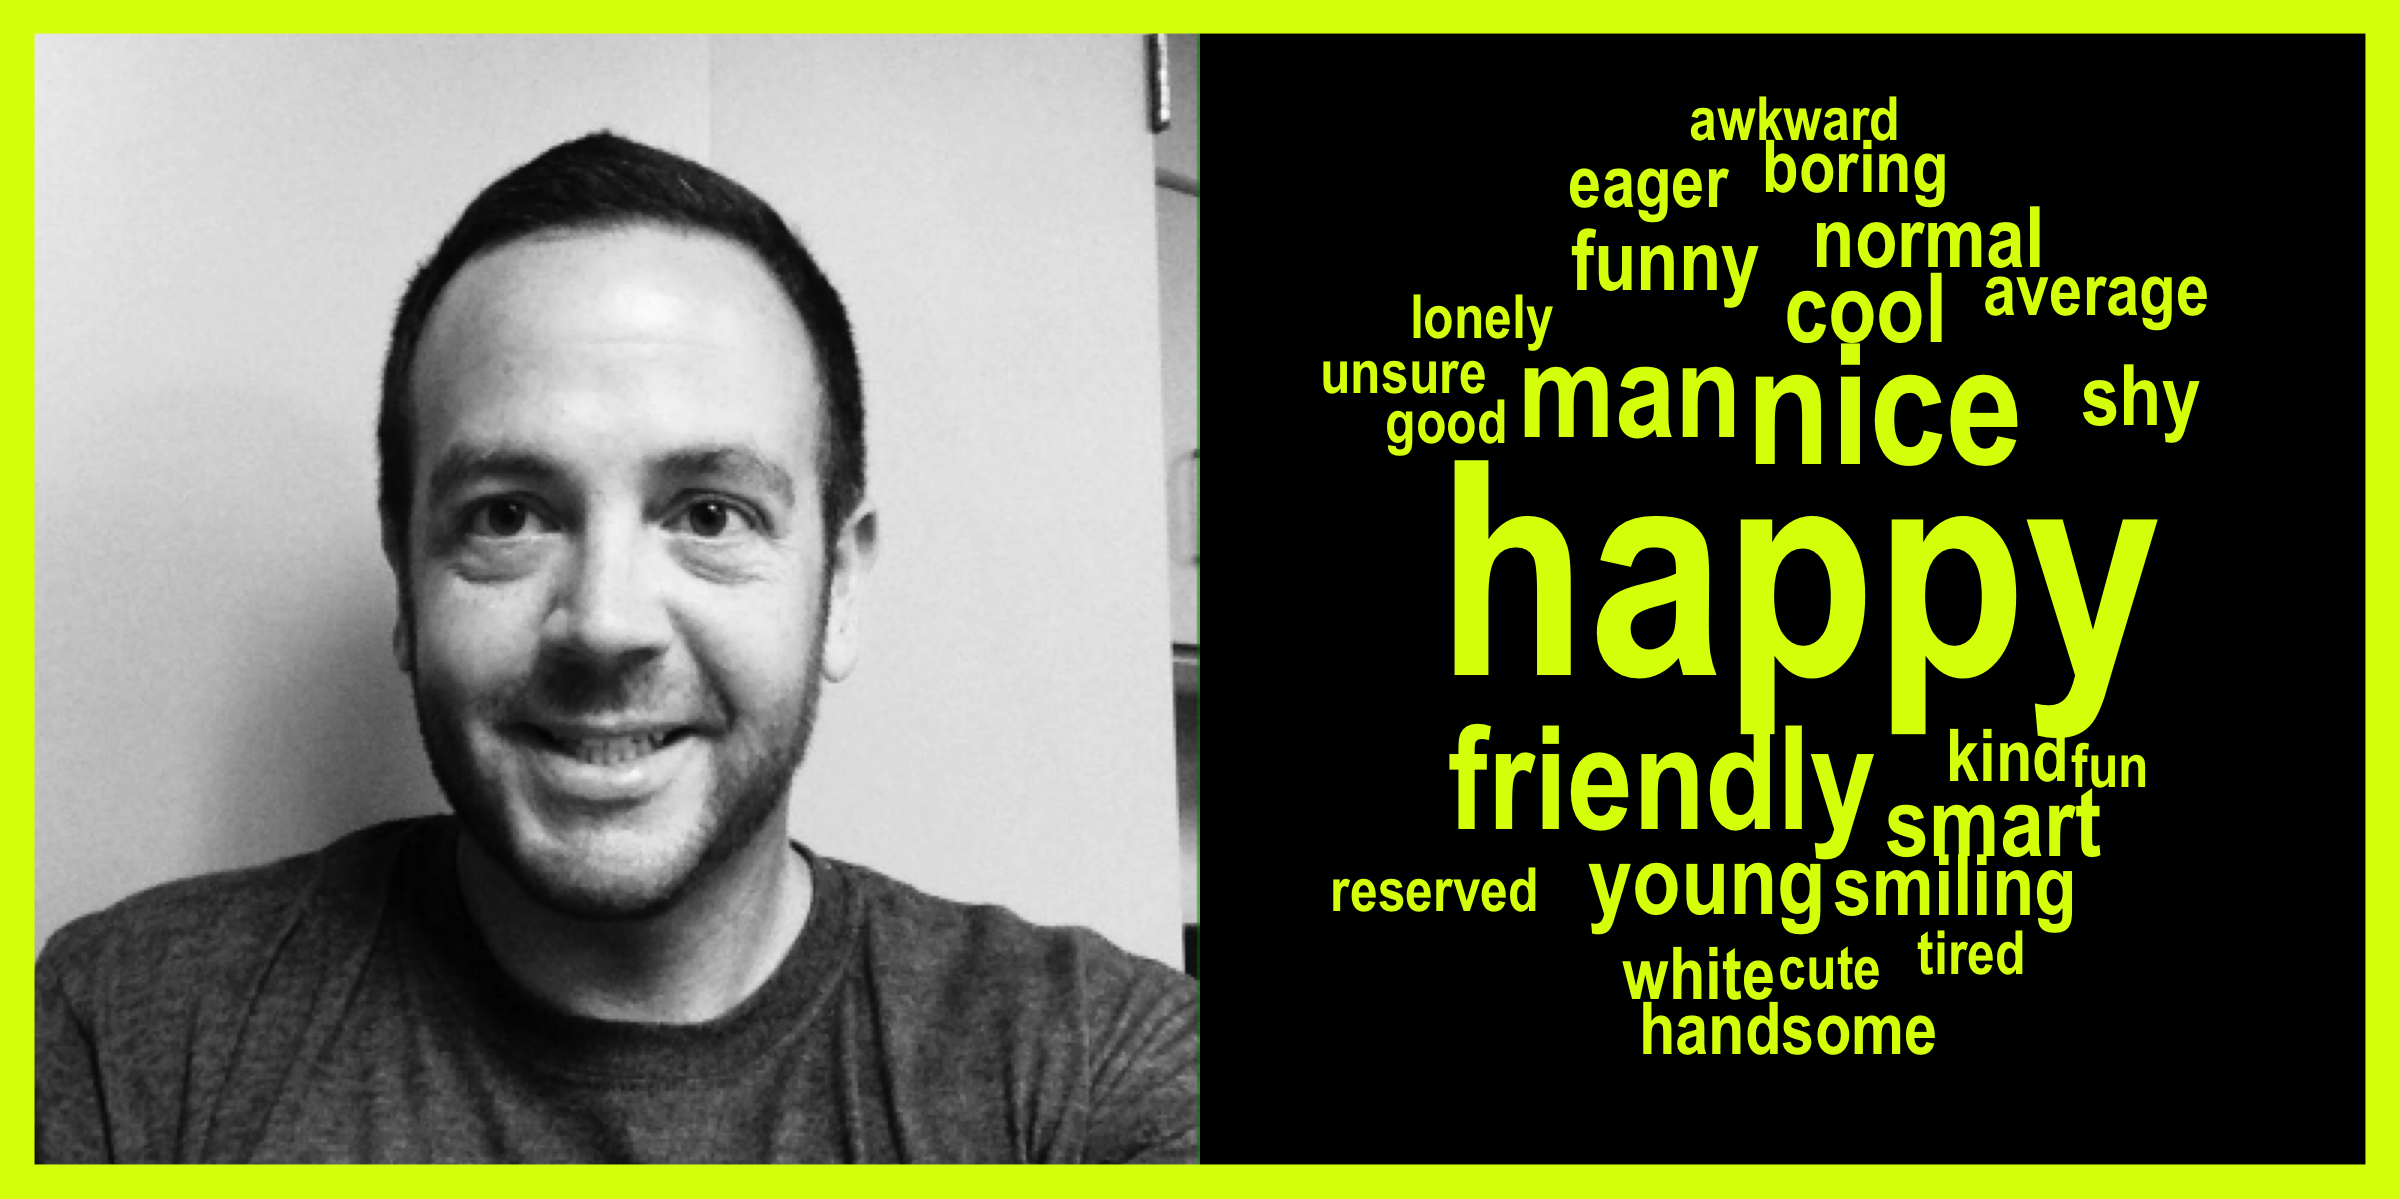 awkward
eager boring
funny normal
lonely cool average
unsure man nice shy
good
happy
friendly kind fun
smart
reserved young smiling
white cute tired
handsome